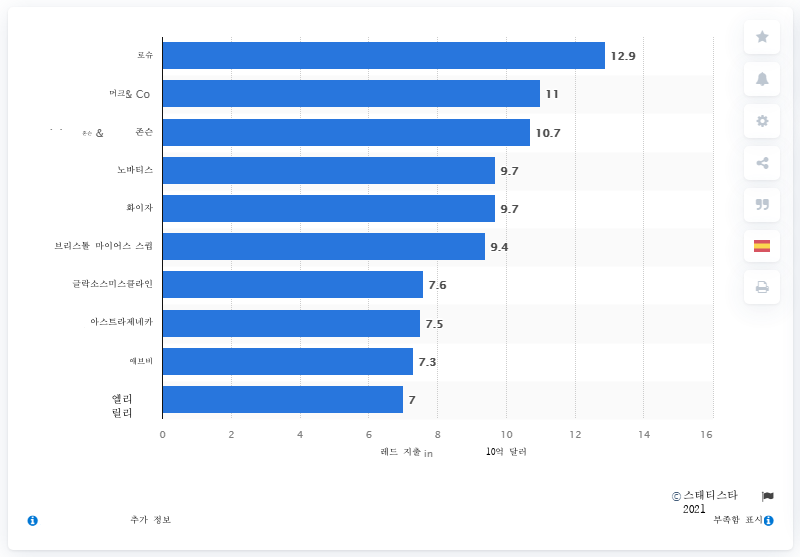 로슈
12.9
머크& Co
11
존슨 & 존슨
10.7
노바티스
9.7
화이자
9.7
브리스톨 마이어스 스큅
9.4
글락소스미스클라인
7.6
아스트라제네카
7.5
애브비
7.3
엘리
릴리
7
0 2 4 6 8 10 12 14 16
레드 지출 in 10억 달러
© 스태티스타
2021
추가 정보
부족함 표시